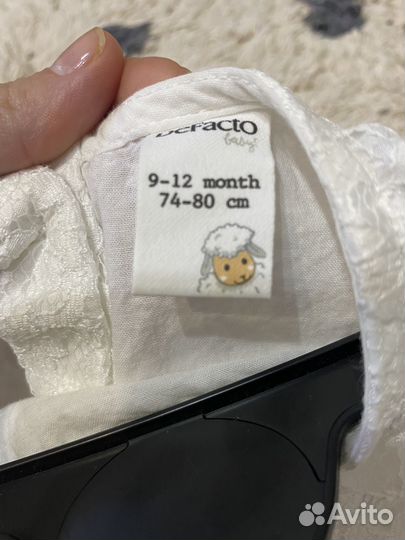 DeFacto
baby
9-12 month
74-80 cm
Avito